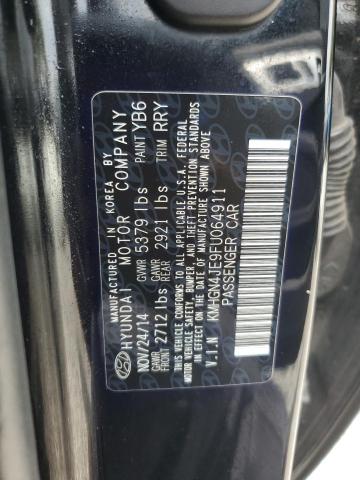 MANUFACTURED IN KOREA BY
HYUNDAI MOTOR COMPANY
NOV/24/14 GVWR 5379 lbs PAINT YB6
GAWR FRONT 2712 lbs GAWR REAR 2921 lbs TRIM RRY
THIS VEHICLE CONFORMS TO ALL APPLICABLE U.S.A. FEDERAL
MOTOR VEHICLE SAFETY, BUMPER, AND THEFT PREVENTION STANDARDS
IN EFFECT ON THE DATE OF MANUFACTURE SHOWN ABOVE.
V.I.N KMHGN4JE9FU064911
PASSENGER CAR